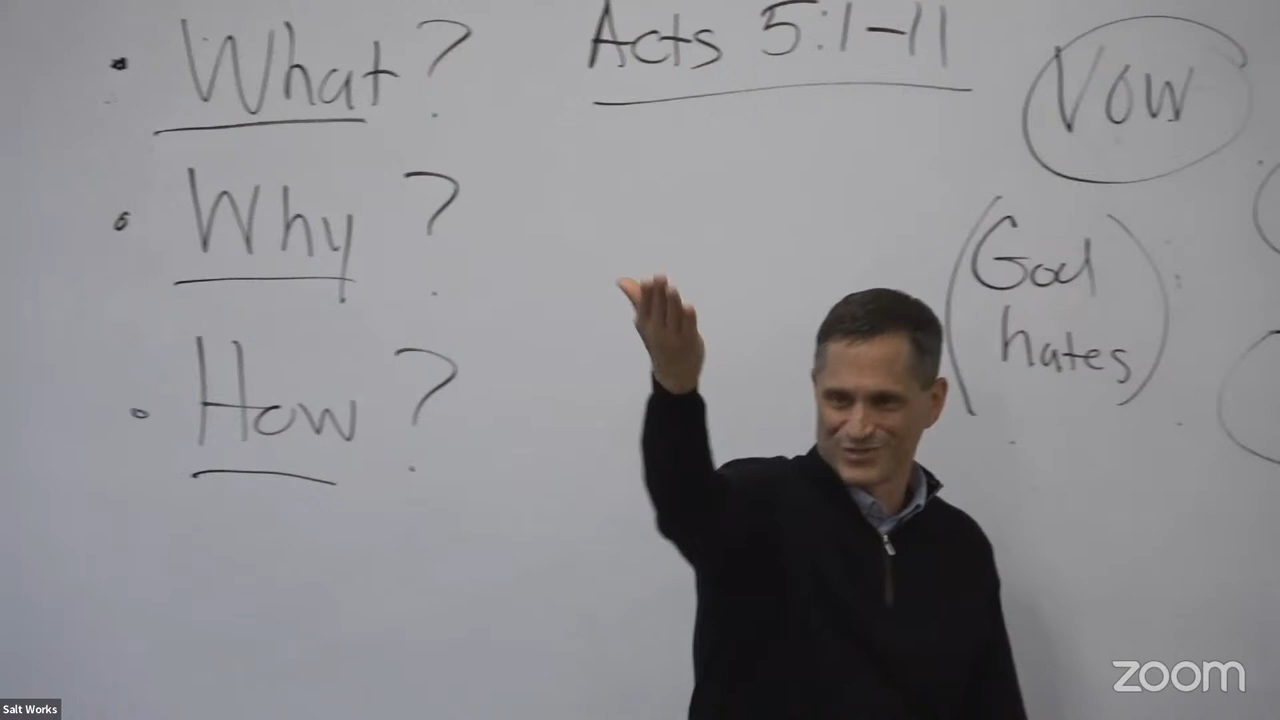 • What?
Acts 5:1-11
Vow
• Why?
(God
hates)
• How?
zoom
Salt Works